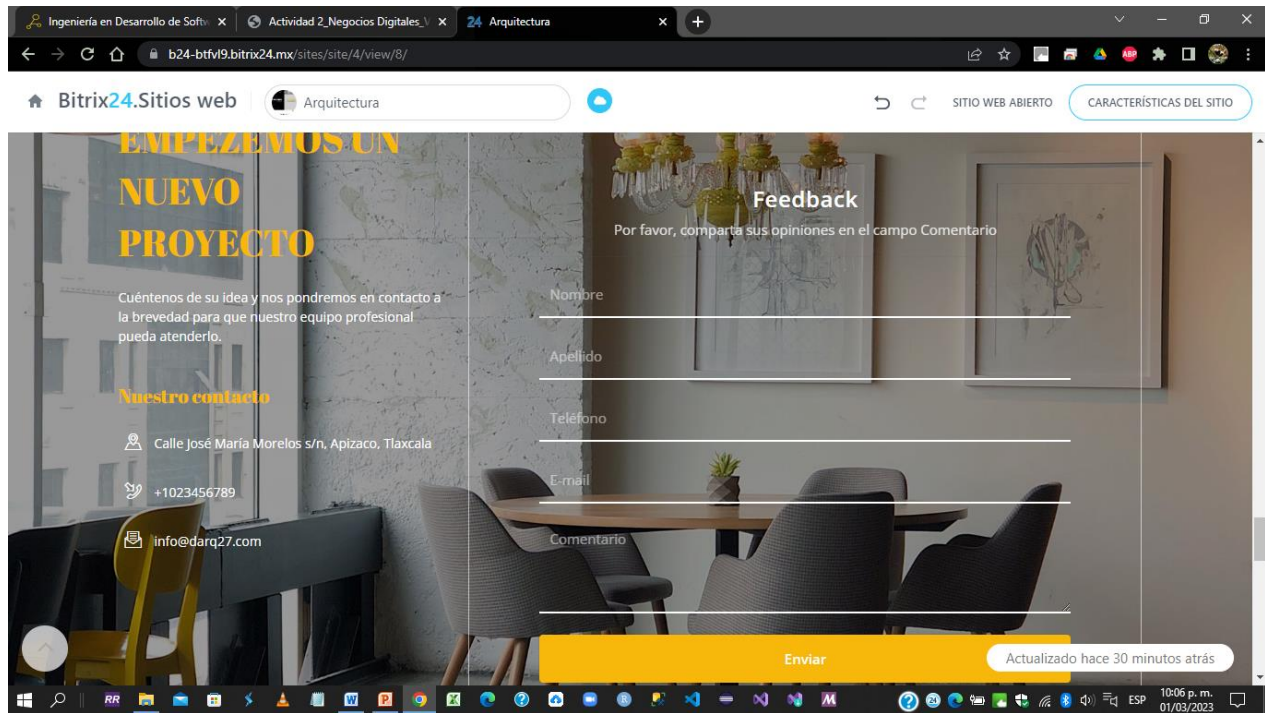 Ingeniería en Desarrollo de Softw
Actividad 2_Negocios Digitales_V
24 Arquitectura
b24-btfvl9.bitrix24.mx/sites/site/4/view/8/
ABP
Bitrix24.Sitios web
Arquitectura
SITIO WEB ABIERTO
CARACTERÍSTICAS DEL SITIO
EMPEZEMOS UN
NUEVO
PROYECTO
Cuéntenos de su idea y nos pondremos en contacto a
la brevedad para que nuestro equipo profesional
pueda atenderlo.
Nuestro contacto
Calle José María Morelos s/n, Apizaco, Tlaxcala
+1023456789
info@darq27.com
Feedback
Por favor, comparta sus opiniones en el campo Comentario
Nombre
Apellido
Teléfono
E-mail
Comentario
Enviar
Actualizado hace 30 minutos atrás
RR
ESP
10:06 p. m.
01/03/2023